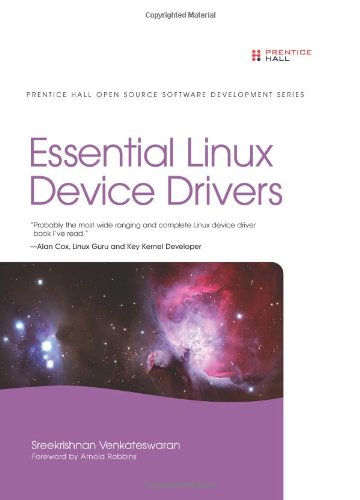 Copyrighted Material
PRENTICE
HALL
PRENTICE HALL OPEN SOURCE SOFTWARE DEVELOPMENT SERIES
Essential Linux
Device Drivers
"Probably the most wide ranging and complete Linux device driver
book I've read."
—Alan Cox, Linux Guru and Key Kernel Developer
Sreekrishnan Venkateswaran
Foreword by Arnold Robbins
Copyrighted Material